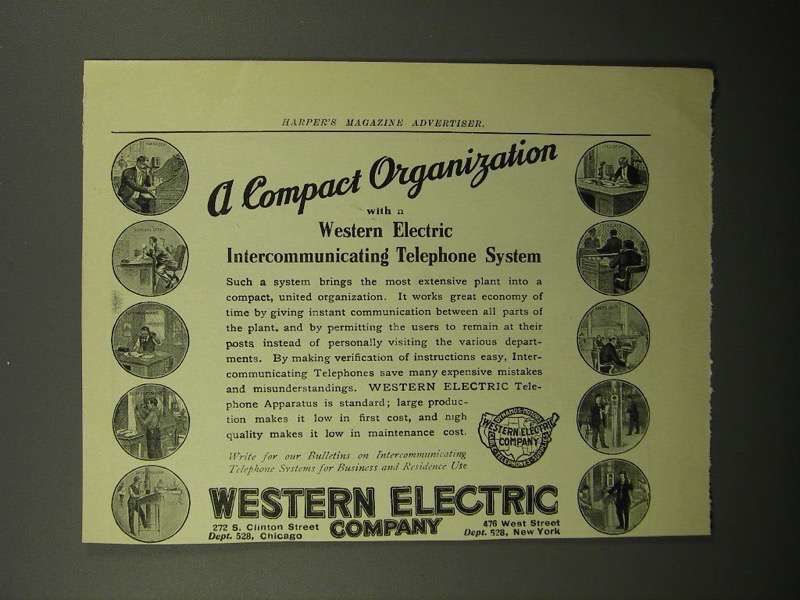 HARPER'S MAGAZINE ADVERTISER.
A Compact Organization
with a
Western Electric
Intercommunicating Telephone System
Such a system brings the most extensive plant into a
compact, united organization. It works great economy of
time by giving instant communication between all parts of
the plant, and by permitting the users to remain at their
posts instead of personally visiting the various depart-
ments. By making verification of instructions easy, Inter-
communicating Telephones save many expensive mistakes
and misunderstandings. WESTERN ELECTRIC Tele-
phone Apparatus is standard; large produc-
tion makes it low in first cost, and high
quality makes it low in maintenance cost.
WESTERN ELECTRIC
COMPANY
Write for our Bulletins on Intercommunicating
Telephone Systems for Business and Residence Use
WESTERN ELECTRIC
COMPANY
272 S. Clinton Street
Dept. 528, Chicago
476 West Street
Dept. 528, New York